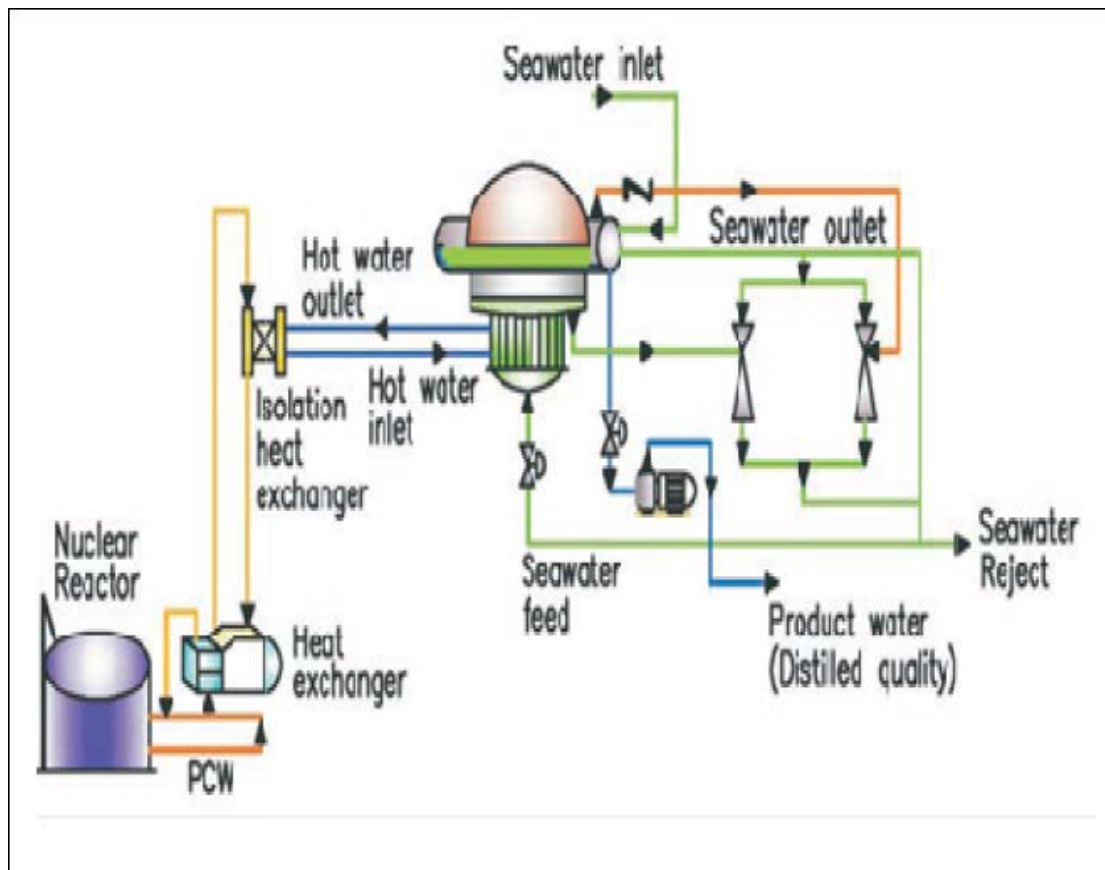 Seawater inlet
Seawater outlet
Hot water
outlet
Hot water
inlet
Isolation
heat
exchanger
Nuclear
Reactor
Heat
exchanger
PCW
Seawater
feed
Seawater
Reject
Product water
(Distiled quality)